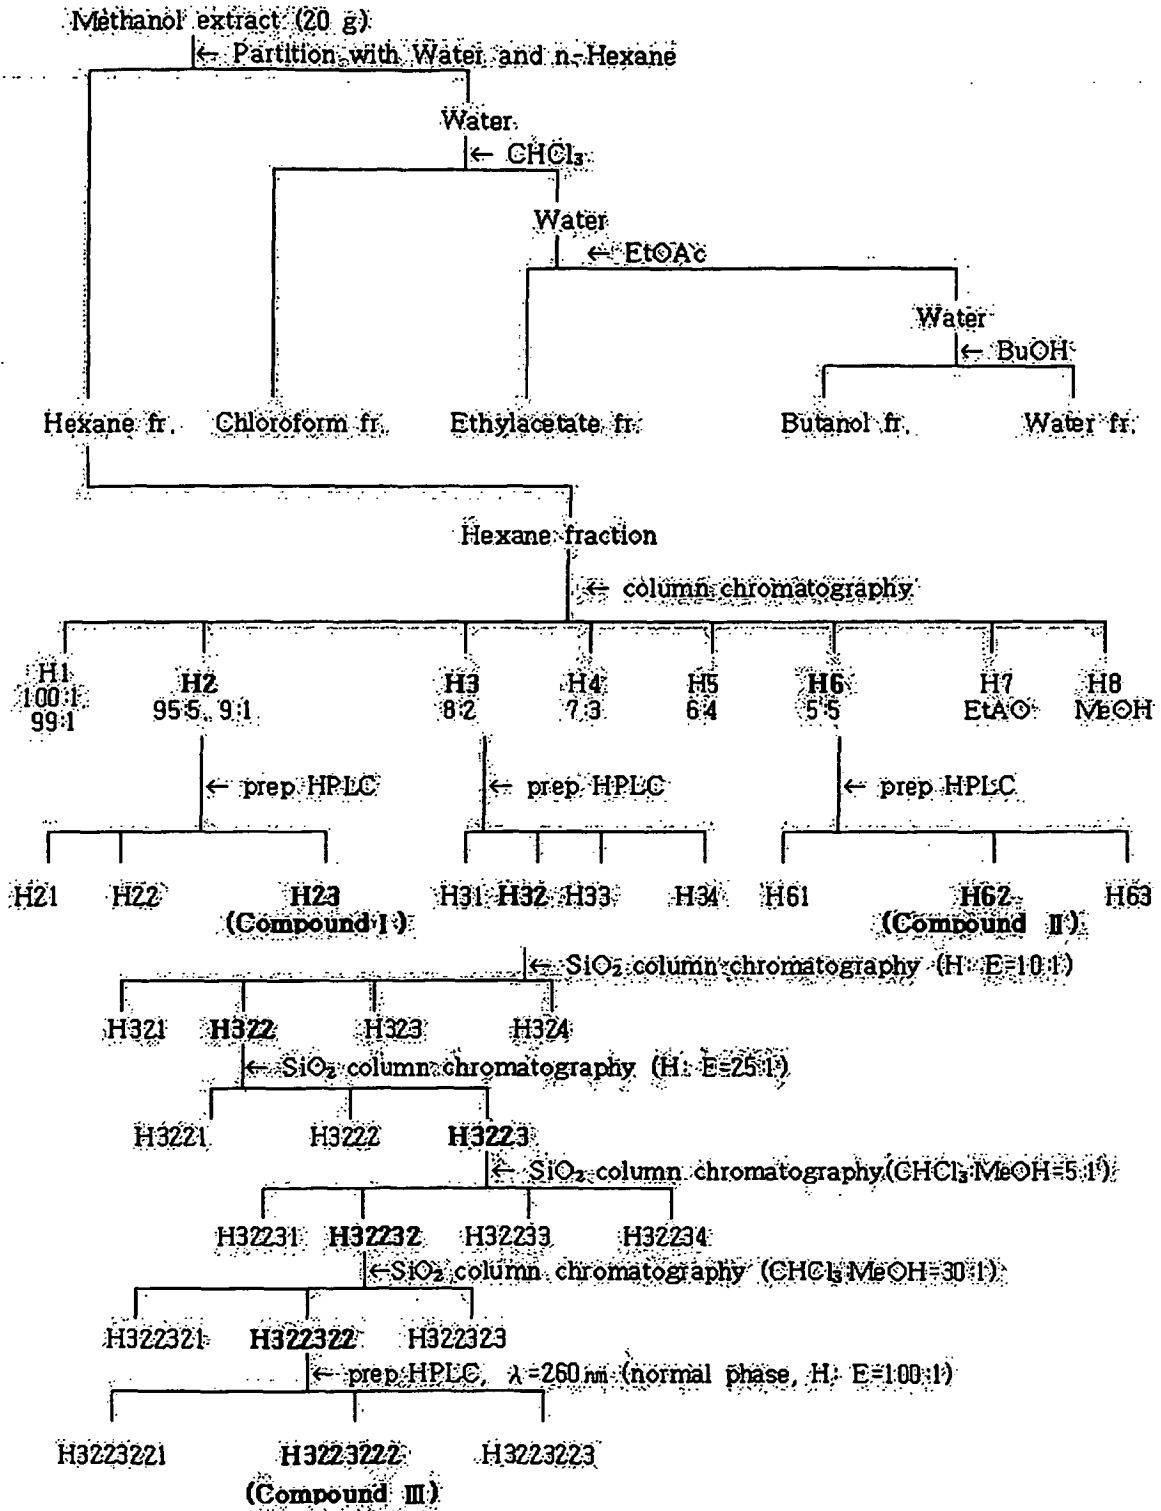 Methanol extract (20 g)
← Partition with Water and n-Hexane
Water
← CHCl₃
Water
← EtOAc
Water
← BuOH
Hexane fr. Chloroform fr. Ethylacetate fr. Butanol fr. Water fr.
Hexane fraction
← column chromatography
H1 H2 H3 H4 H5 H6 H7 H8
100:1 95:5, 9:1 8:2 7:3 6:4 5:5 EtAO MeOH
99:1
← prep HPLC ← prep HPLC ← prep HPLC
H21 H22 H23 H31 H32 H33 H34 H61 H62 H63
(Compound I) (Compound II)
← SiO₂ column chromatography (H: E=10:1)
H321 H322 H323 H324
← SiO₂ column chromatography (H: E=25:1)
H3221 H3222 H3223
← SiO₂ column chromatography(CHCl₃:MeOH=5:1)
H32231 H32232 H32233 H32234
←SiO₂ column chromatography (CHCl₃:MeOH=30:1)
H322321 H322322 H322323
← prep HPLC, λ=260 nm (normal phase, H: E=100:1)
H3223221 H3223222 H3223223
(Compound III)